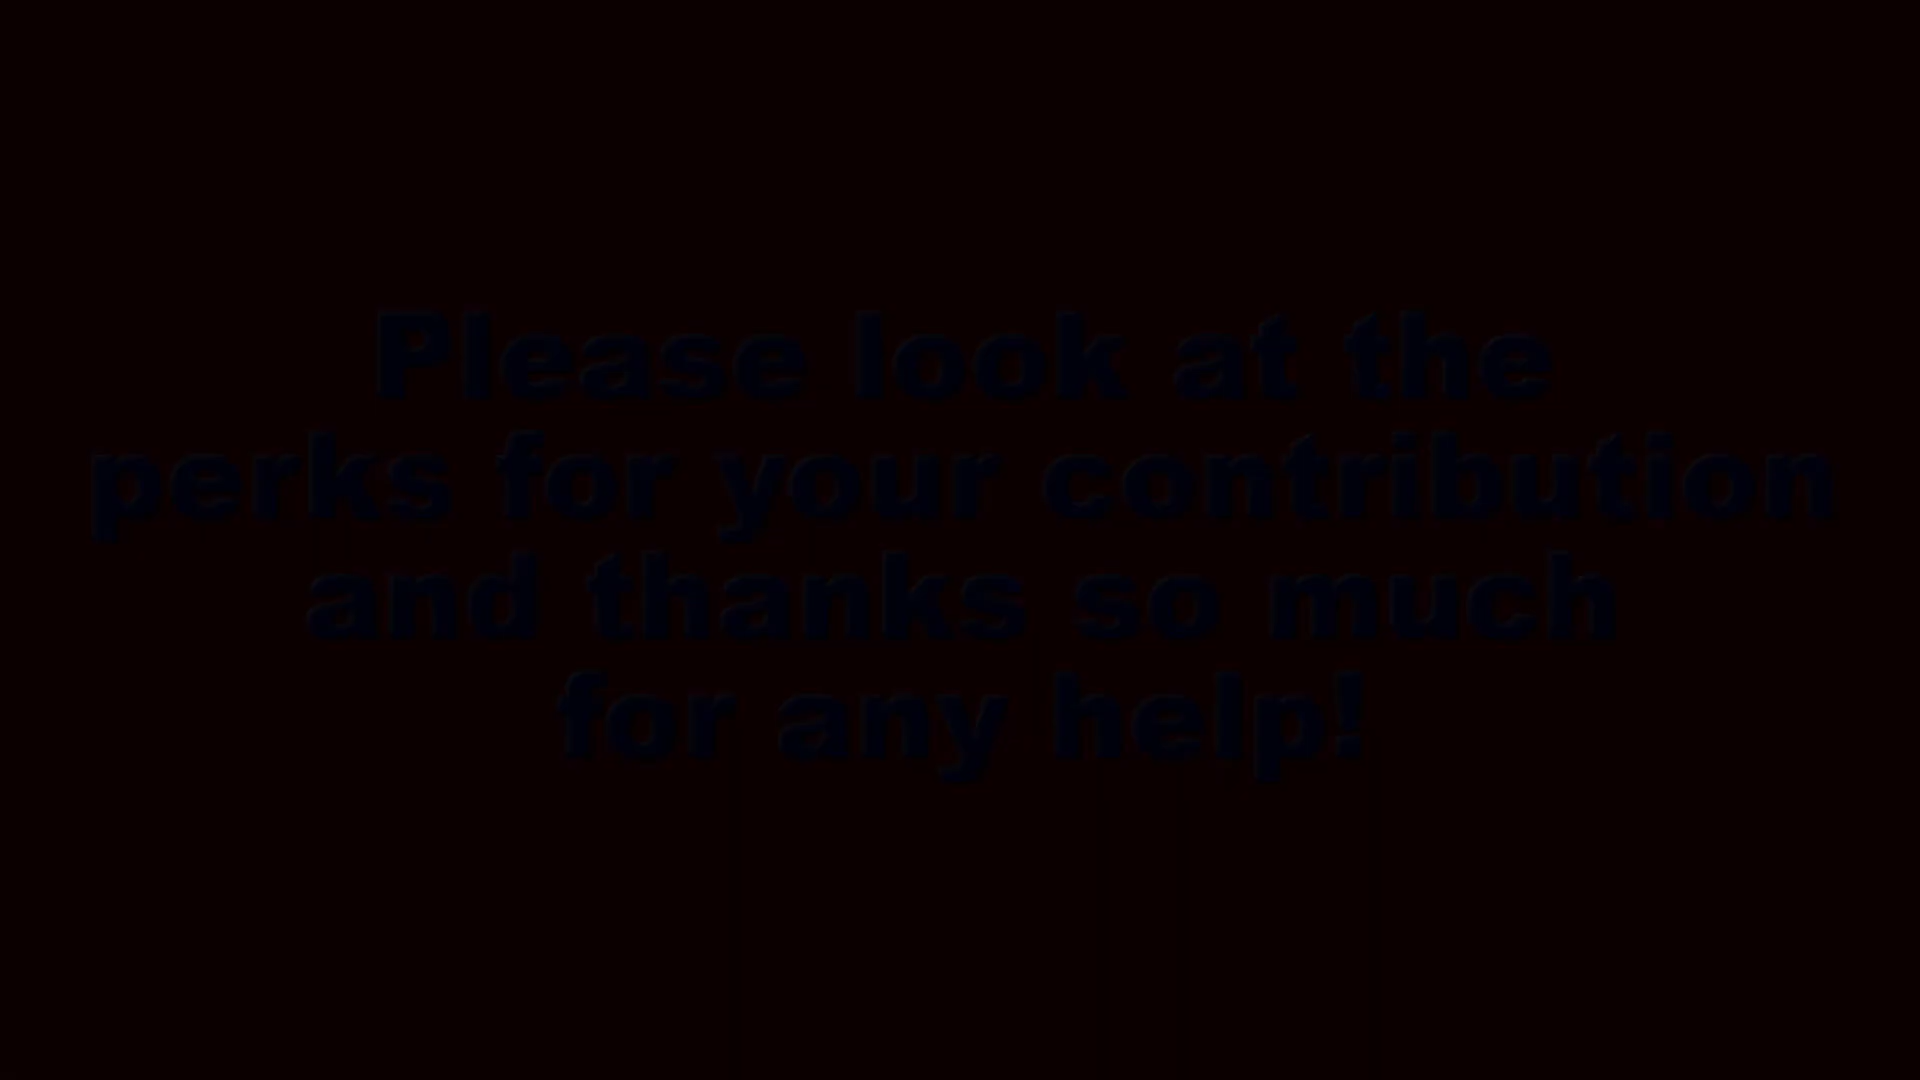 Please look at the
perks for your contribution
and thanks so much
for any help!